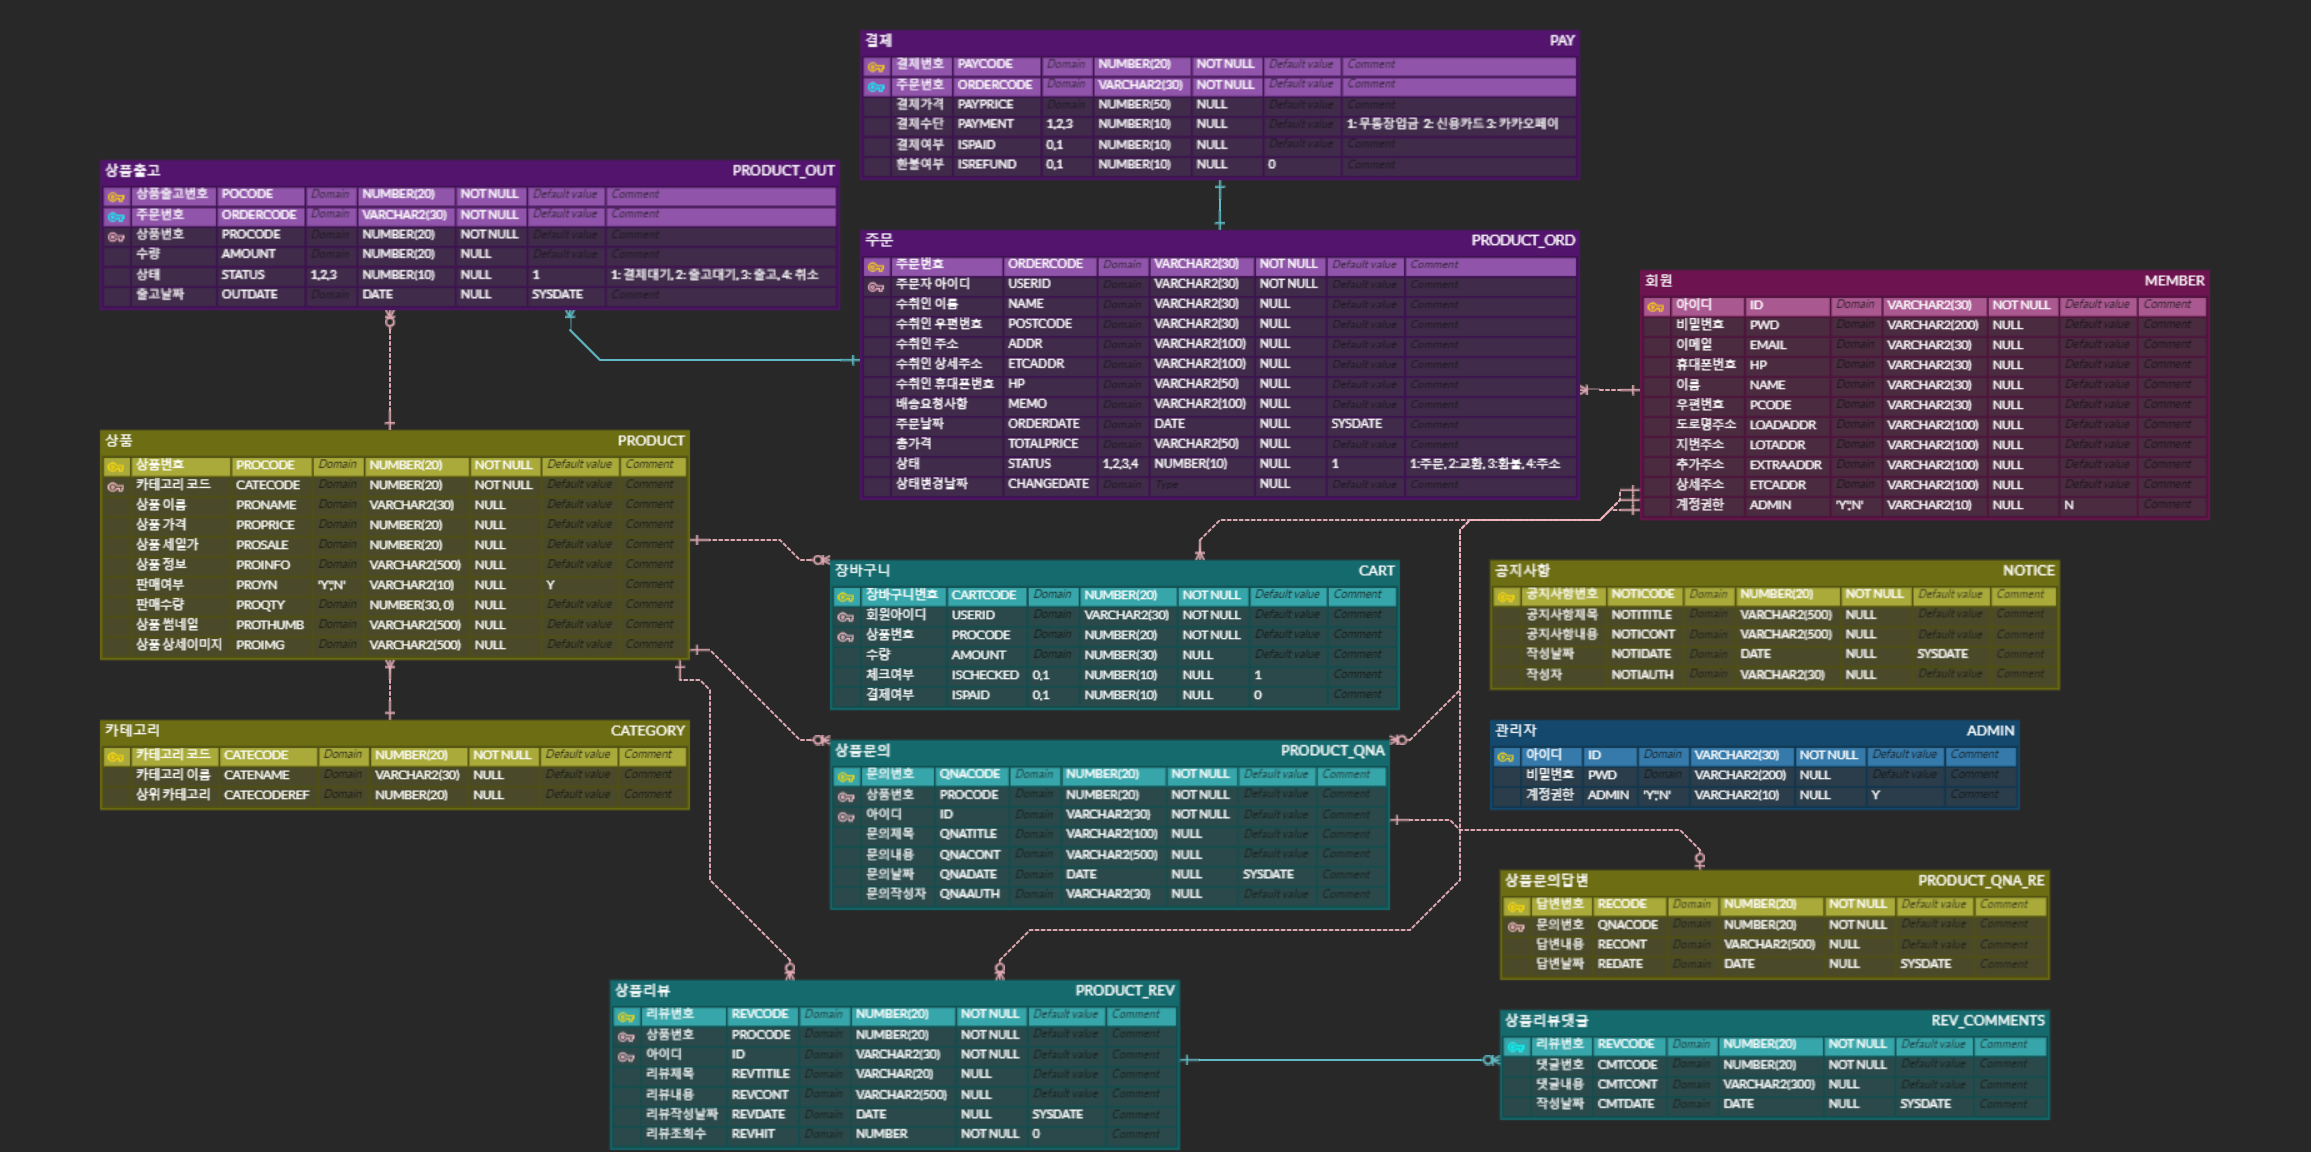 결제 PAY
결제번호 PAYCODE Domain NUMBER(20) NOT NULL Default value Comment
주문번호 ORDERCODE Domain VARCHAR2(30) NOT NULL Default value Comment
결제가격 PAYPRICE Domain NUMBER(50) NULL Default value Comment
결제수단 PAYMENT 1,2,3 NUMBER(10) NULL Default value 1: 무통장입금 2: 신용카드 3: 카카오페이
결제여부 ISPAID 0,1 NUMBER(10) NULL Default value Comment
환불여부 ISREFUND 0,1 NUMBER(10) NULL 0 Comment
상품출고 PRODUCT_OUT
상품출고번호 POCODE Domain NUMBER(20) NOT NULL Default value Comment
주문번호 ORDERCODE Domain VARCHAR2(30) NOT NULL Default value Comment
상품번호 PROCODE Domain NUMBER(20) NOT NULL Default value Comment
수량 AMOUNT Domain NUMBER(20) NULL Default value Comment
상태 STATUS 1,2,3 NUMBER(10) NULL 1 1: 결제대기, 2: 출고대기, 3: 출고, 4: 취소
출고날짜 OUTDATE Domain DATE NULL SYSDATE Comment
주문 PRODUCT_ORD
주문번호 ORDERCODE Domain VARCHAR2(30) NOT NULL Default value Comment
주문자 아이디 USERID Domain VARCHAR2(30) NOT NULL Default value Comment
수취인 이름 NAME Domain VARCHAR2(30) NULL Default value Comment
수취인 우편번호 POSTCODE Domain VARCHAR2(30) NULL Default value Comment
수취인 주소 ADDR Domain VARCHAR2(100) NULL Default value Comment
수취인 상세주소 ETCADDR Domain VARCHAR2(100) NULL Default value Comment
수취인 휴대폰번호 HP Domain VARCHAR2(50) NULL Default value Comment
배송요청사항 MEMO Domain VARCHAR2(100) NULL Default value Comment
주문날짜 ORDERDATE Domain DATE NULL SYSDATE Comment
총가격 TOTALPRICE Domain VARCHAR2(50) NULL Default value Comment
상태 STATUS 1,2,3,4 NUMBER(10) NULL 1 1:주문, 2:교환, 3:환불, 4:주소
상태변경날짜 CHANGEDATE Domain Type NULL Default value Comment
회원 MEMBER
아이디 ID Domain VARCHAR2(30) NOT NULL Default value Comment
비밀번호 PWD Domain VARCHAR2(200) NULL Default value Comment
이메일 EMAIL Domain VARCHAR2(30) NULL Default value Comment
휴대폰번호 HP Domain VARCHAR2(30) NULL Default value Comment
이름 NAME Domain VARCHAR2(30) NULL Default value Comment
우편번호 PCODE Domain VARCHAR2(30) NULL Default value Comment
도로명주소 LOADADDR Domain VARCHAR2(100) NULL Default value Comment
지번주소 LOTADDR Domain VARCHAR2(100) NULL Default value Comment
추가주소 EXTRAADDR Domain VARCHAR2(100) NULL Default value Comment
상세주소 ETCADDR Domain VARCHAR2(100) NULL Default value Comment
계정권한 ADMIN 'Y','N' VARCHAR2(10) NULL N Comment
상품 PRODUCT
상품번호 PROCODE Domain NUMBER(20) NOT NULL Default value Comment
카테고리 코드 CATECODE Domain NUMBER(20) NOT NULL Default value Comment
상품 이름 PRONAME Domain VARCHAR2(30) NULL Default value Comment
상품 가격 PROPRICE Domain NUMBER(20) NULL Default value Comment
상품 세일가 PROSALE Domain NUMBER(20) NULL Default value Comment
상품 정보 PROINFO Domain VARCHAR2(500) NULL Default value Comment
판매여부 PROYN 'Y','N' VARCHAR2(10) NULL Y Comment
판매수량 PROQTY Domain NUMBER(30, 0) NULL Default value Comment
상품 썸네일 PROTHUMB Domain VARCHAR2(500) NULL Default value Comment
상품 상세이미지 PROIMG Domain VARCHAR2(500) NULL Default value Comment
장바구니 CART
장바구니번호 CARTCODE Domain NUMBER(20) NOT NULL Default value Comment
회원아이디 USERID Domain VARCHAR2(30) NOT NULL Default value Comment
상품번호 PROCODE Domain NUMBER(20) NOT NULL Default value Comment
수량 AMOUNT Domain NUMBER(30) NULL Default value Comment
체크여부 ISCHECKED 0,1 NUMBER(10) NULL 1 Comment
결제여부 ISPAID 0,1 NUMBER(10) NULL 0 Comment
공지사항 NOTICE
공지사항번호 NOTICODE Domain NUMBER(20) NOT NULL Default value Comment
공지사항제목 NOTITITLE Domain VARCHAR2(500) NULL Default value Comment
공지사항내용 NOTICONT Domain VARCHAR2(500) NULL Default value Comment
작성날짜 NOTIDATE Domain DATE NULL SYSDATE Comment
작성자 NOTIAUTH Domain VARCHAR2(30) NULL Default value Comment
카테고리 CATEGORY
카테고리 코드 CATECODE Domain NUMBER(20) NOT NULL Default value Comment
카테고리 이름 CATENAME Domain VARCHAR2(30) NULL Default value Comment
상위 카테고리 CATECODEREF Domain NUMBER(20) NULL Default value Comment
상품문의 PRODUCT_QNA
문의번호 QNACODE Domain NUMBER(20) NOT NULL Default value Comment
상품번호 PROCODE Domain NUMBER(20) NOT NULL Default value Comment
아이디 ID Domain VARCHAR2(30) NOT NULL Default value Comment
문의제목 QNATITLE Domain VARCHAR2(100) NULL Default value Comment
문의내용 QNACONT Domain VARCHAR2(500) NULL Default value Comment
문의날짜 QNADATE Domain DATE NULL SYSDATE Comment
문의작성자 QNAAUTH Domain VARCHAR2(30) NULL Default value Comment
관리자 ADMIN
아이디 ID Domain VARCHAR2(30) NOT NULL Default value Comment
비밀번호 PWD Domain VARCHAR2(200) NULL Default value Comment
계정권한 ADMIN 'Y','N' VARCHAR2(10) NULL Y Comment
상품문의답변 PRODUCT_QNA_RE
답변번호 RECODE Domain NUMBER(20) NOT NULL Default value Comment
문의번호 QNACODE Domain NUMBER(20) NOT NULL Default value Comment
답변내용 RECONT Domain VARCHAR2(500) NULL Default value Comment
답변날짜 REDATE Domain DATE NULL SYSDATE Comment
상품리뷰 PRODUCT_REV
리뷰번호 REVCODE Domain NUMBER(20) NOT NULL Default value Comment
상품번호 PROCODE Domain NUMBER(20) NOT NULL Default value Comment
아이디 ID Domain VARCHAR2(30) NOT NULL Default value Comment
리뷰제목 REVTITILE Domain VARCHAR(20) NULL Default value Comment
리뷰내용 REVCONT Domain VARCHAR2(500) NULL Default value Comment
리뷰작성날짜 REVDATE Domain DATE NULL SYSDATE Comment
리뷰조회수 REVHIT Domain NUMBER NOT NULL 0 Comment
상품리뷰댓글 REV_COMMENTS
리뷰번호 REVCODE Domain NUMBER(20) NOT NULL Default value Comment
댓글번호 CMTCODE Domain NUMBER(20) NOT NULL Default value Comment
댓글내용 CMTCONT Domain VARCHAR2(300) NULL Default value Comment
작성날짜 CMTDATE Domain DATE NULL SYSDATE Comment